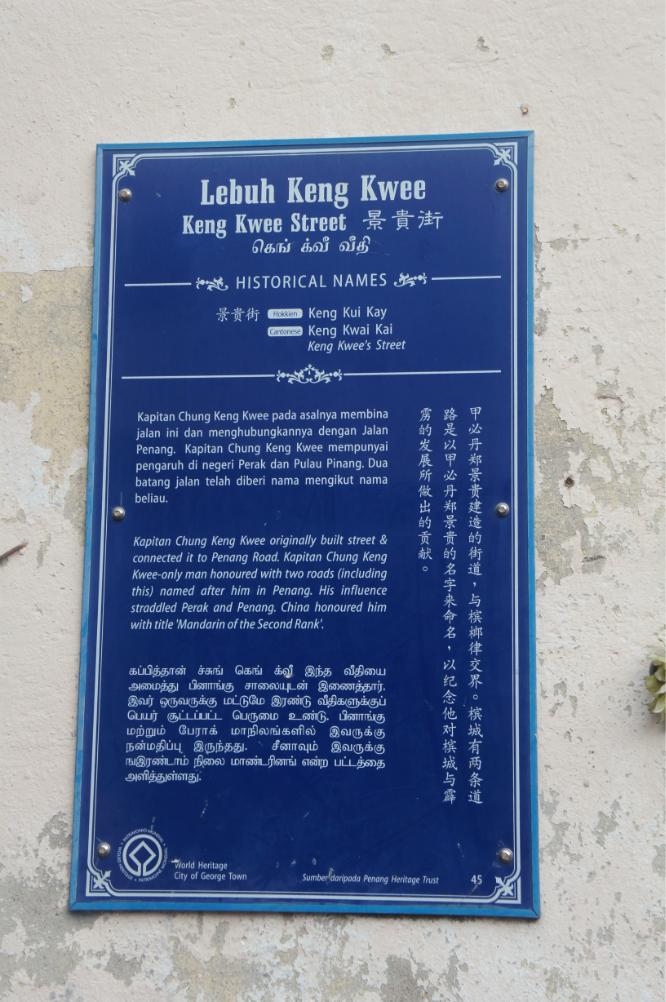 Lebuh Keng Kwee
Keng Kwee Street 景貴街
கெங் க்வீ வீதி
HISTORICAL NAMES
景貴街 Hokkien Keng Kui Kay
Cantonese Keng Kwai Kai
Keng Kwee's Street
Kapitan Chung Keng Kwee pada asalnya membina
jalan ini dan menghubungkannya dengan Jalan
Penang. Kapitan Chung Keng Kwee mempunyai
pengaruh di negeri Perak dan Pulau Pinang. Dua
batang jalan telah diberi nama mengikut nama
beliau.
Kapitan Chung Keng Kwee originally built street &
connected it to Penang Road. Kapitan Chung Keng
Kwee-only man honoured with two roads (including
this) named after him in Penang. His influence
straddled Perak and Penang. China honoured him
with title 'Mandarin of the Second Rank'.
கப்பித்தான் ச்சுங் கெங் க்வீ இந்த வீதியை
அமைத்து பினாங்கு சாலையுடன் இணைத்தார்.
இவர் ஒருவருக்கு மட்டுமே இரண்டு வீதிகளுக்குப்
பெயர் சூட்டப்பட்ட பெருமை உண்டு. பினாங்கு
மற்றும் பேராக் மாநிலங்களில் இவருக்கு
நன்மதிப்பு இருந்தது. சீனாவும் இவருக்கு
ஙஇரண்டாம் நிலை மாண்டரினங் என்ற பட்டத்தை
அளித்துள்ளது.
甲必丹郑景贵建造的街道，与槟榔律交界。槟城有两条道
路是以甲必丹郑景贵的名字来命名，以纪念他对槟城与霹
雳的发展所做出的贡献。
World Heritage
City of George Town
Sumber daripada Penang Heritage Trust
45